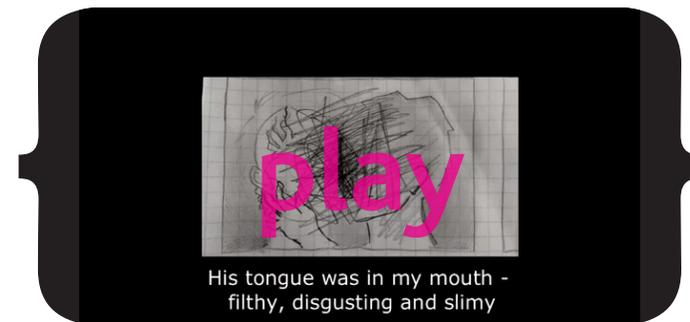 play
His tongue was in my mouth -
filthy, disgusting and slimy